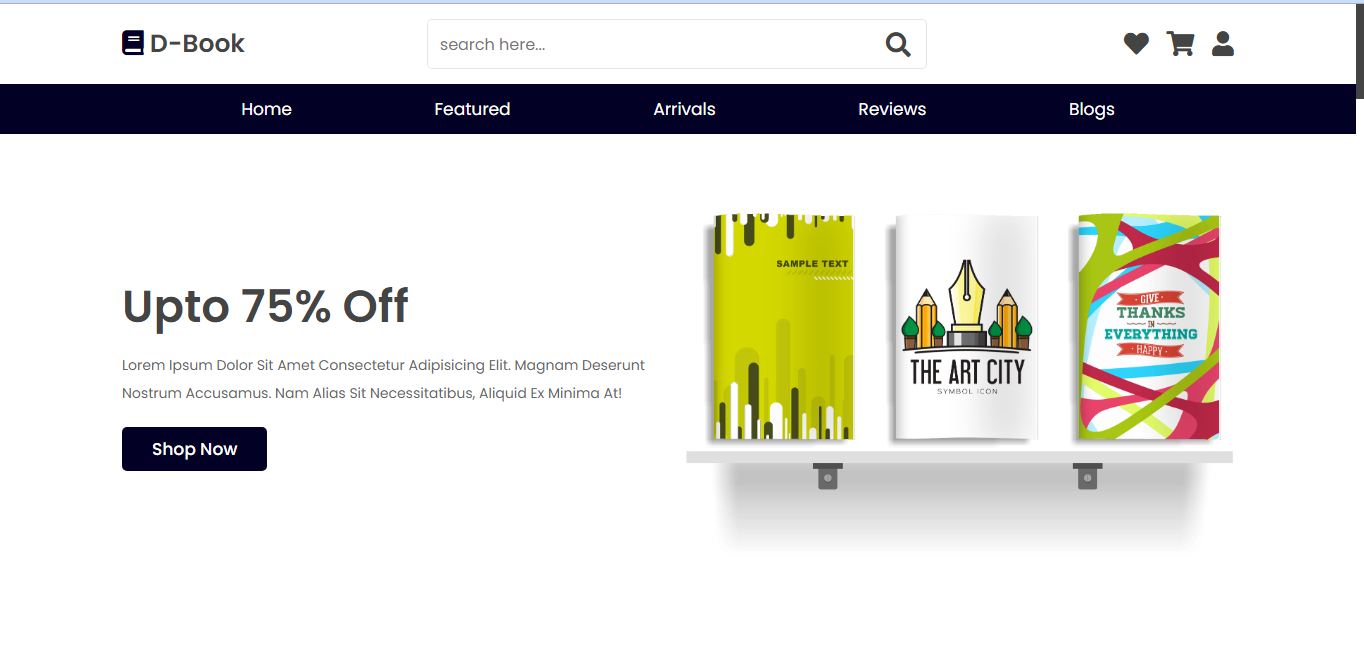 D-Book
search here...
Home
Featured
Arrivals
Reviews
Blogs
Upto 75% Off
Lorem Ipsum Dolor Sit Amet Consectetur Adipisicing Elit. Magnam Deserunt
Nostrum Accusamus. Nam Alias Sit Necessitatibus, Aliquid Ex Minima At!
Shop Now
SAMPLE TEXT
THE ART CITY
SYMBOL ICON
GIVE
THANKS
IN
EVERYTHING
HAPPY